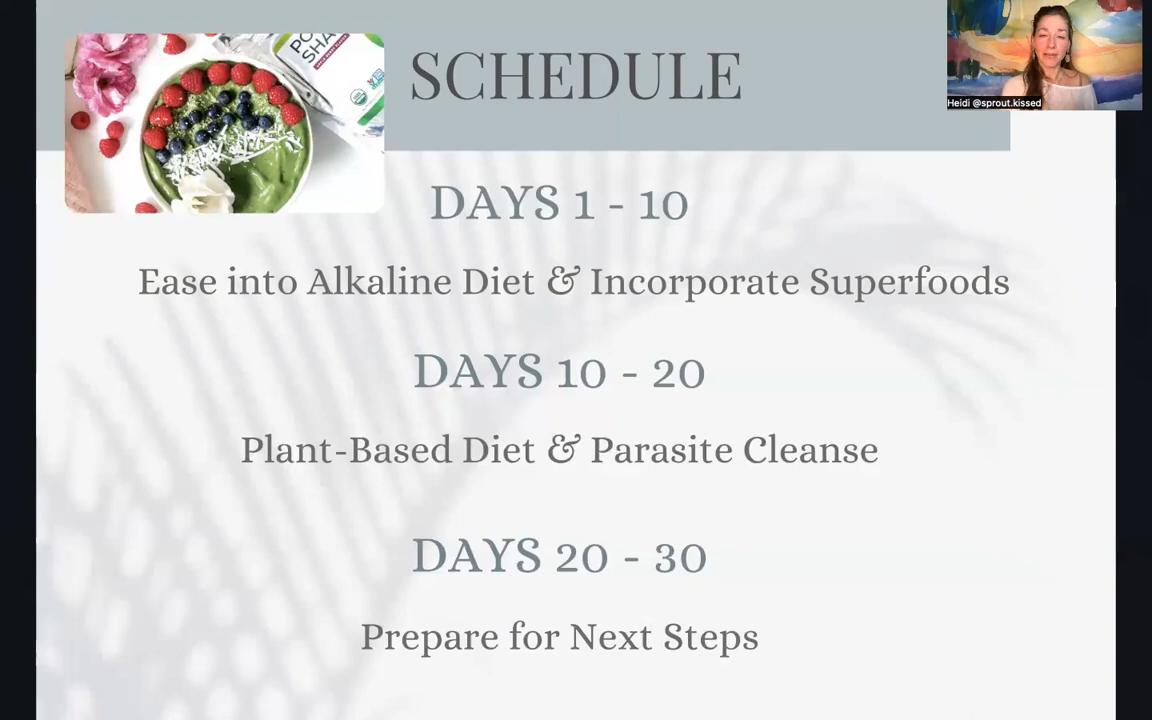 SCHEDULE
Heidi @sprout.kissed
DAYS 1 - 10
Ease into Alkaline Diet & Incorporate Superfoods
DAYS 10 - 20
Plant-Based Diet & Parasite Cleanse
DAYS 20 - 30
Prepare for Next Steps